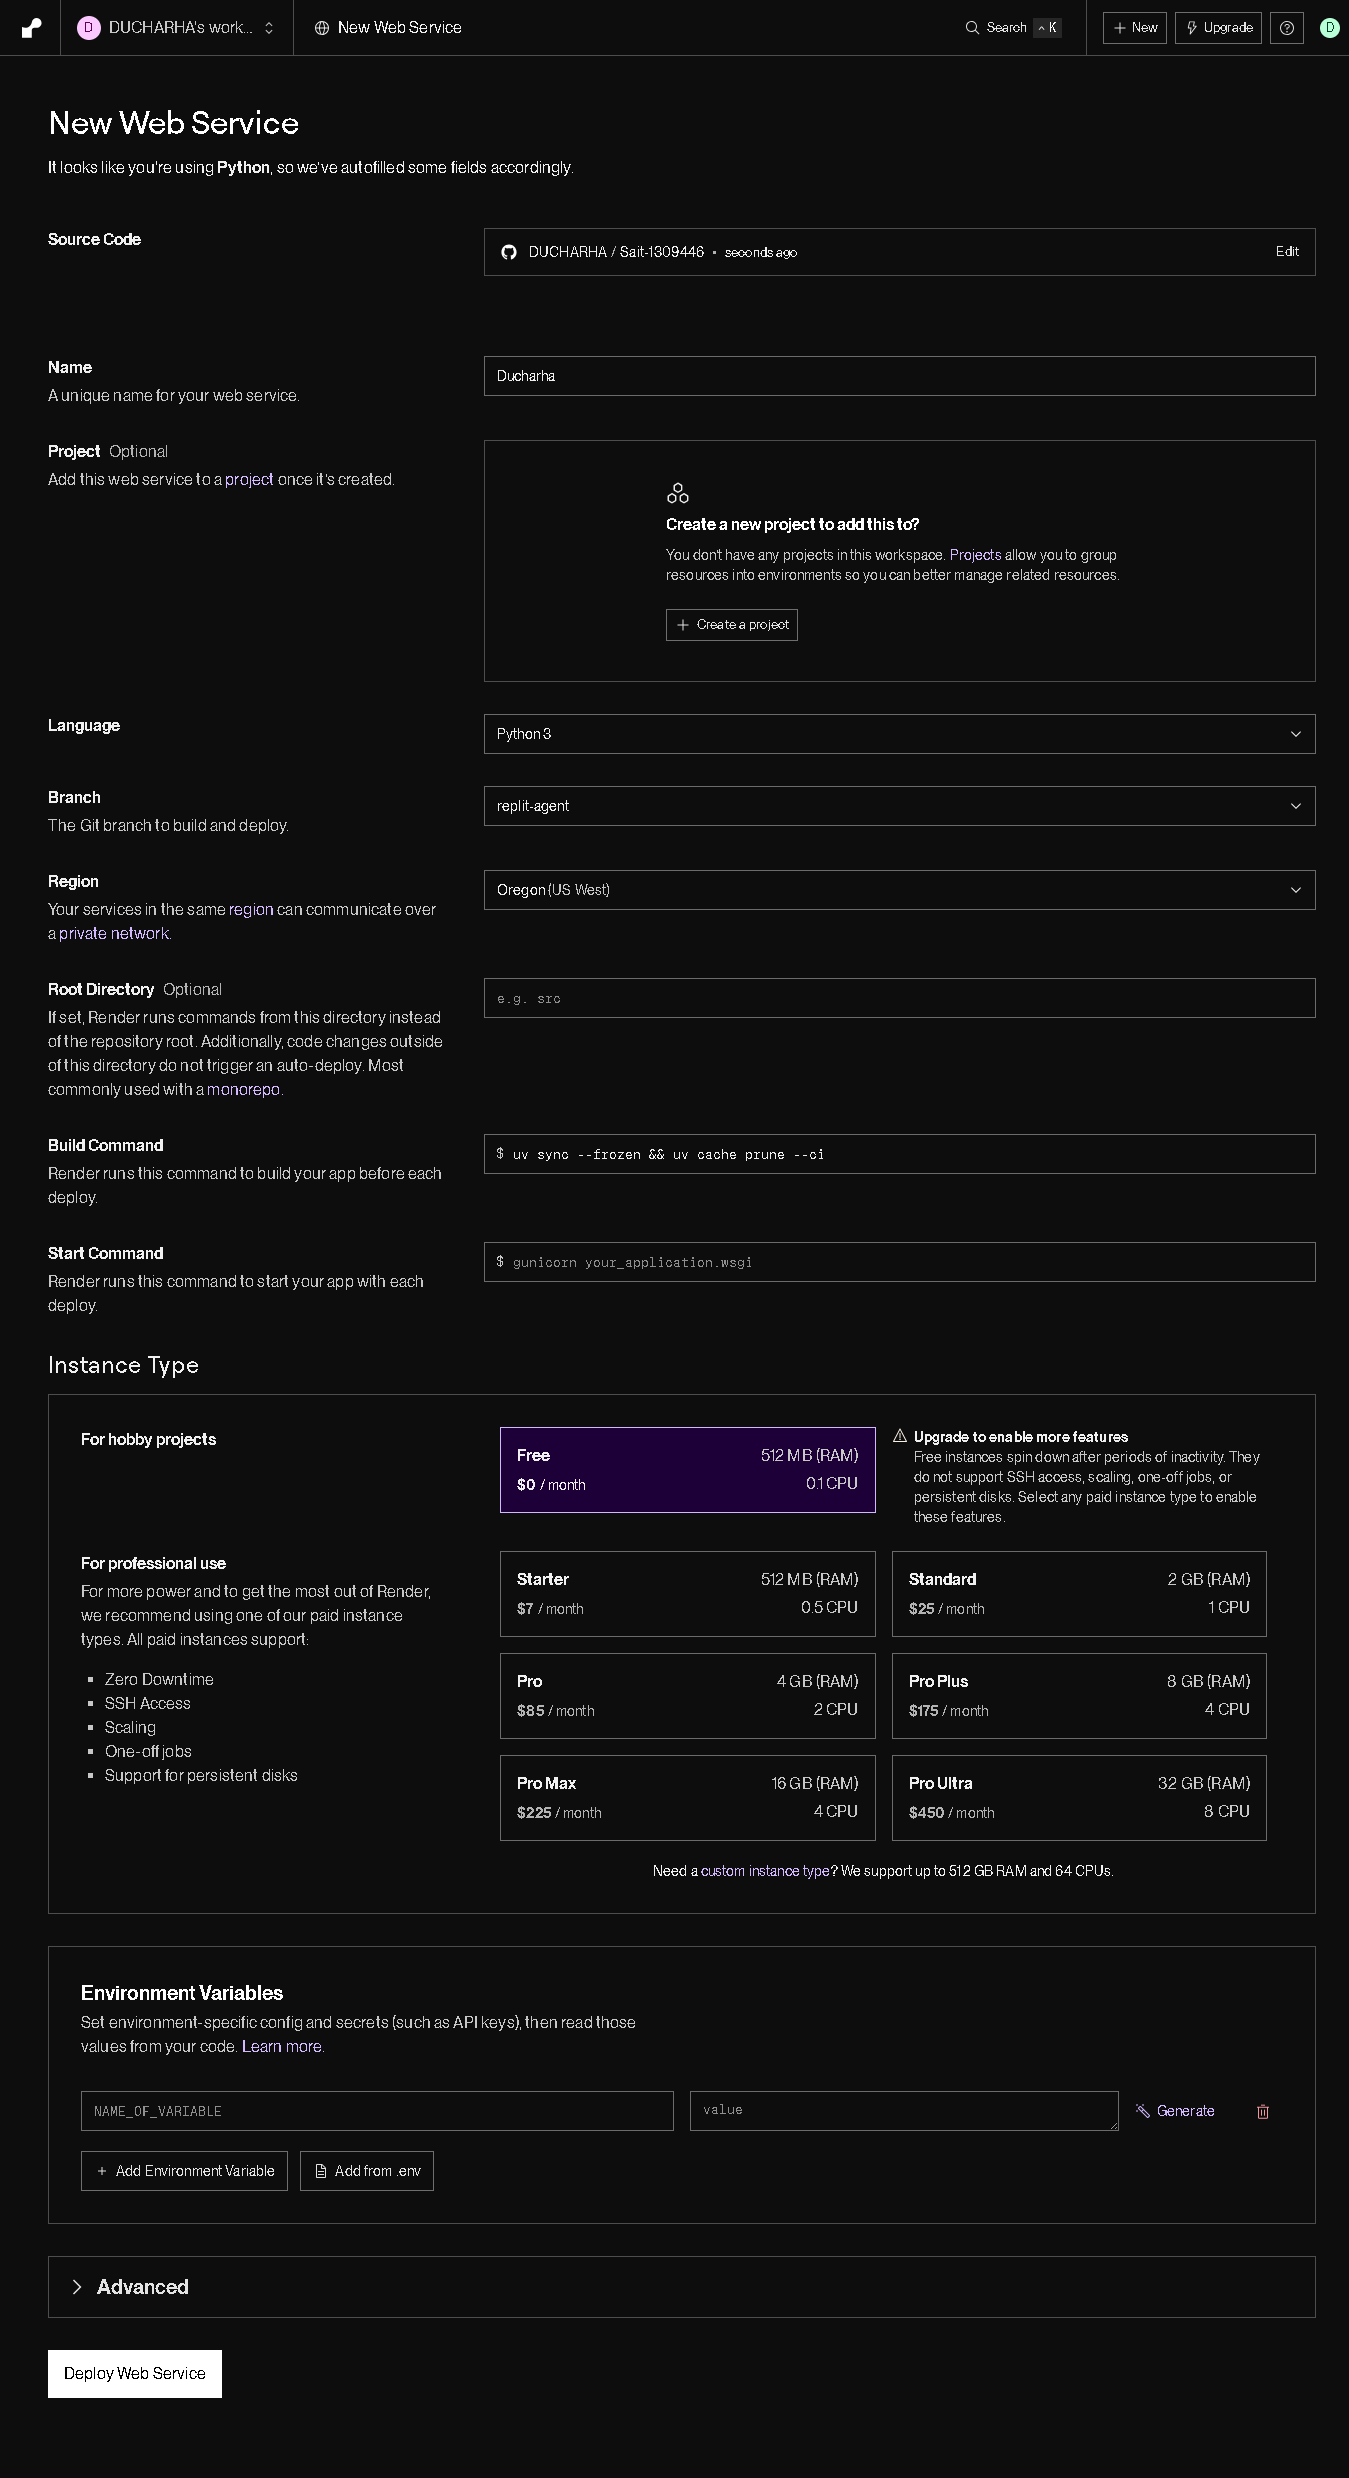 D DUCHARHA's work...
New Web Service
Search ^ K
New
Upgrade
D
New Web Service
It looks like you're using Python, so we've autofilled some fields accordingly.
Source Code
DUCHARHA / Sait-1309446 • seconds ago
Edit
Name
A unique name for your web service.
Ducharha
Project Optional
Add this web service to a project once it's created.
Create a new project to add this to?
You don't have any projects in this workspace. Projects allow you to group
resources into environments so you can better manage related resources.
Create a project
Language
Python 3
Branch
The Git branch to build and deploy.
replit-agent
Region
Your services in the same region can communicate over
a private network.
Oregon (US West)
Root Directory Optional
If set, Render runs commands from this directory instead
of the repository root. Additionally, code changes outside
of this directory do not trigger an auto-deploy. Most
commonly used with a monorepo.
e.g. src
Build Command
Render runs this command to build your app before each
deploy.
$ uv sync --frozen && uv cache prune --ci
Start Command
Render runs this command to start your app with each
deploy.
$ gunicorn your_application.wsgi
Instance Type
For hobby projects
Free 512 MB (RAM)
$0 / month 0.1 CPU
Upgrade to enable more features
Free instances spin down after periods of inactivity. They
do not support SSH access, scaling, one-off jobs, or
persistent disks. Select any paid instance type to enable
these features.
For professional use
For more power and to get the most out of Render,
we recommend using one of our paid instance
types. All paid instances support:
Zero Downtime
SSH Access
Scaling
One-off jobs
Support for persistent disks
Starter 512 MB (RAM)
$7 / month 0.5 CPU
Standard 2 GB (RAM)
$25 / month 1 CPU
Pro 4 GB (RAM)
$85 / month 2 CPU
Pro Plus 8 GB (RAM)
$175 / month 4 CPU
Pro Max 16 GB (RAM)
$225 / month 4 CPU
Pro Ultra 32 GB (RAM)
$450 / month 8 CPU
Need a custom instance type? We support up to 512 GB RAM and 64 CPUs.
Environment Variables
Set environment-specific config and secrets (such as API keys), then read those
values from your code. Learn more.
NAME_OF_VARIABLE
value
Generate
+ Add Environment Variable
Add from .env
Advanced
Deploy Web Service